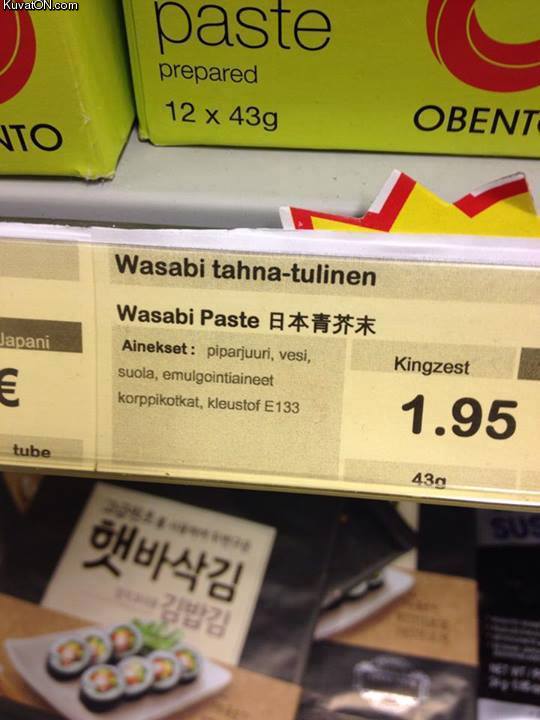 KuvatON.com
paste
prepared
12 x 43g
NTO
OBENT
Wasabi tahna-tulinen
Wasabi Paste 日本青芥末
Japani
Ainekset: piparjuuri, vesi,
suola, emulgointiaineet
korppikotkat, kleustof E133
Kingzest
€
1.95
tube
43g
햇바삭김
김밥김
SUS